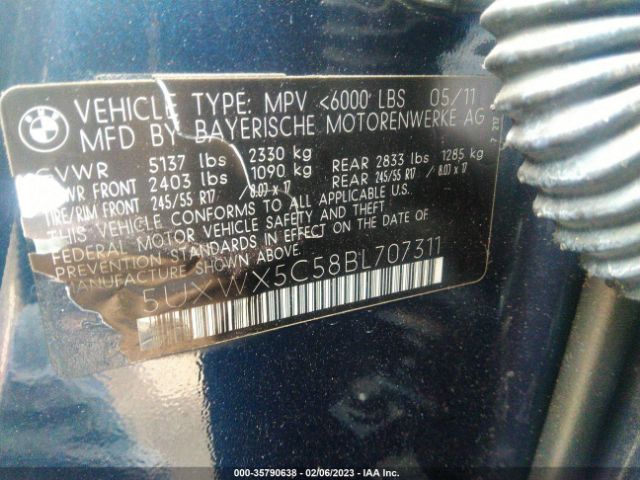 BMW
VEHICLE TYPE: MPV <6000 LBS 05/11
MFD BY BAYERISCHE MOTORENWERKE AG
GVWR 5137 lbs 2330 kg
WR FRONT 2403 lbs 1090 kg REAR 2833 lbs 1285 kg
TIRE/RIM FRONT 245/55 R17 / 8.0J x 17 REAR 245/55 R17 / 8.0J x 17
THIS VEHICLE CONFORMS TO ALL APPLICABLE U.S.
FEDERAL MOTOR VEHICLE SAFETY AND THEFT
PREVENTION STANDARDS IN EFFECT ON THE DATE OF
MANUFACTURE SHOWN ABOVE.
5UXWX5C58BL707311
000-35790638 - 02/06/2023 - IAA Inc.